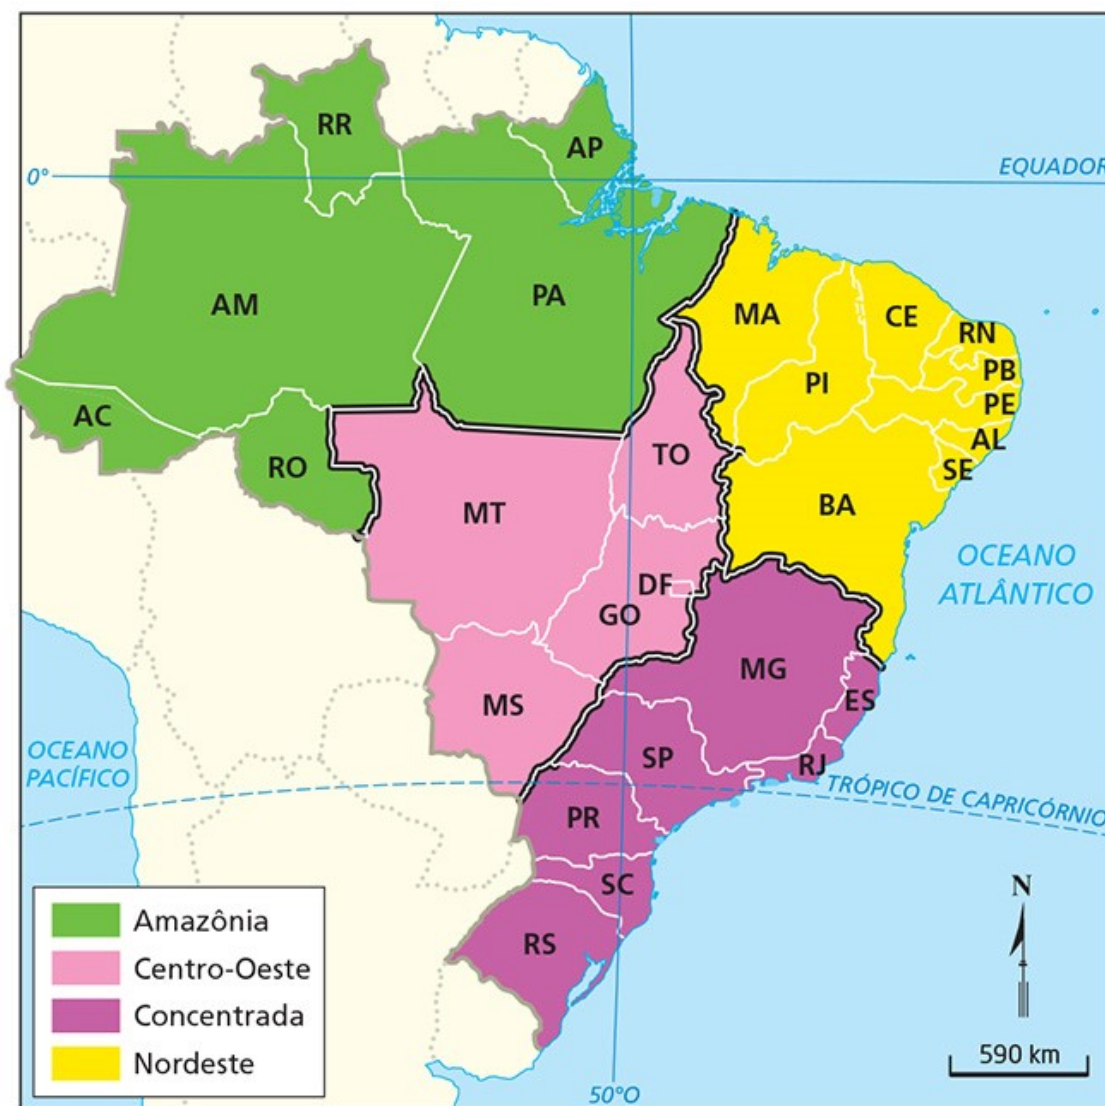 RR
AP
EQUADOR
0°
AM
PA
MA
CE
RN
PI
PB
PE
AC
AL
RO
TO
SE
MT
BA
OCEANO
ATLÂNTICO
DF
GO
MG
MS
ES
OCEANO
PACÍFICO
SP
RJ
TRÓPICO DE CAPRICÓRNIO
PR
SC
RS
N
Amazônia
Centro-Oeste
Concentrada
Nordeste
590 km
50°O